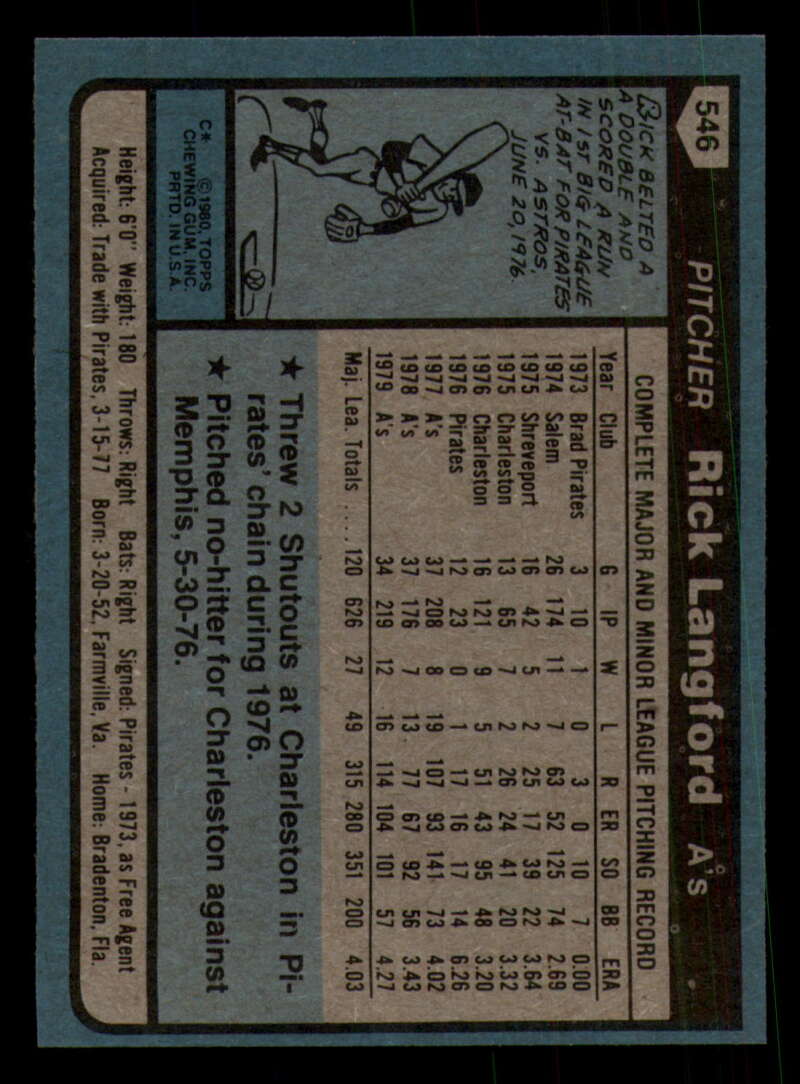 546 PITCHER Rick Langford A's
RICK BELTED A
A DOUBLE AND
SCORED A RUN
IN 1ST BIG LEAGUE
AT-BAT FOR PIRATES
VS. ASTROS,
JUNE 20, 1976.
C* © 1980, TOPPS
CHEWING GUM, INC.
PRTD. IN U.S.A.
COMPLETE MAJOR AND MINOR LEAGUE PITCHING RECORD
Year Club G IP W L R ER SO BB ERA
1973 Brad Pirates 3 10 1 0 3 0 10 7 0.00
1974 Salem 26 174 11 7 63 52 125 74 2.69
1975 Shreveport 16 42 5 2 25 17 39 22 3.64
1975 Charleston 13 65 7 2 26 24 41 20 3.32
1976 Charleston 16 121 9 5 51 43 95 48 3.20
1976 Pirates 12 23 0 1 17 16 17 14 6.26
1977 A's 37 208 8 19 107 93 141 73 4.02
1978 A's 37 176 7 13 77 67 92 56 3.43
1979 A's 34 219 12 16 114 104 101 57 4.27
Maj. Lea. Totals .... 120 626 27 49 315 280 351 200 4.03
★ Threw 2 Shutouts at Charleston in Pi-
rates' chain during 1976.
★ Pitched no-hitter for Charleston against
Memphis, 5-30-76.
Height: 6'0" Weight: 180 Throws: Right Bats: Right Signed: Pirates - 1973, as Free Agent
Acquired: Trade with Pirates, 3-15-77 Born: 3-20-52, Farmville, Va. Home: Bradenton, Fla.